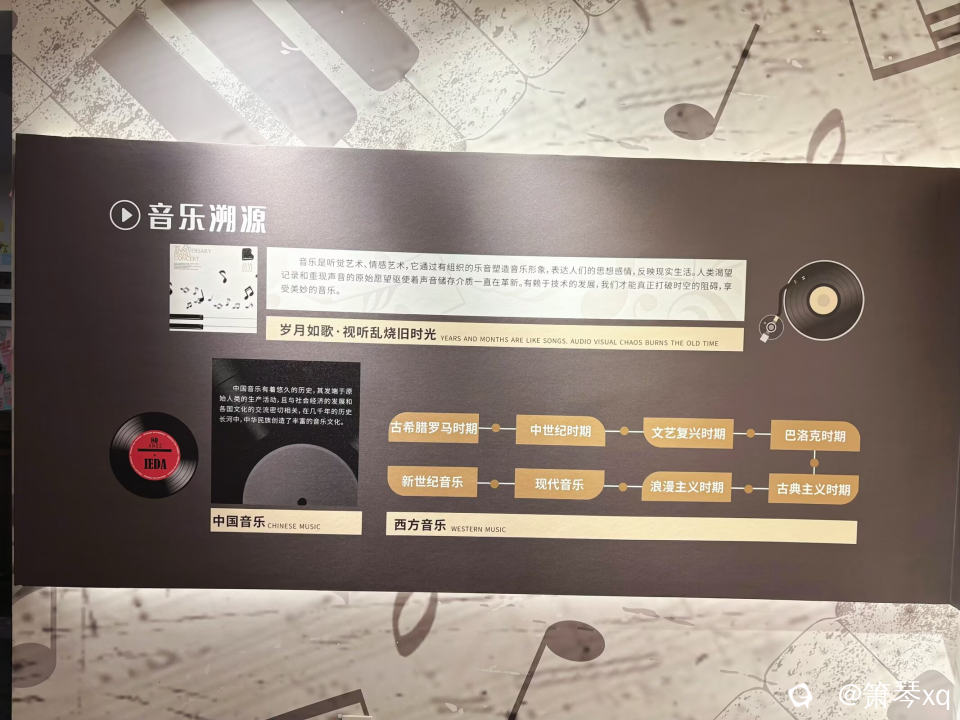 音乐溯源
ANNIVERSARY
CONCERT
音乐是听觉艺术、情感艺术，它通过有组织的乐音塑造音乐形象，表达人们的思想感情，反映现实生活。人类渴望
记录和重现声音的原始愿望驱使着声音储存介质一直在革新。有赖于技术的发展，我们才能真正打破时空的阻碍，享
受美妙的音乐。
岁月如歌·视听乱烧旧时光 YEARS AND MONTHS ARE LIKE SONGS. AUDIO VISUAL CHAOS BURNS THE OLD TIME
中国音乐有着悠久的历史，其发端于原
始人类的生产活动，且与社会经济的发展和
各国文化的交流密切相关，在几千年的历史
长河中，中华民族创造了丰富的音乐文化。
IEDA
中国音乐 CHINESE MUSIC
古希腊罗马时期
中世纪时期
文艺复兴时期
巴洛克时期
新世纪音乐
现代音乐
浪漫主义时期
古典主义时期
西方音乐 WESTERN MUSIC
@箫琴xq